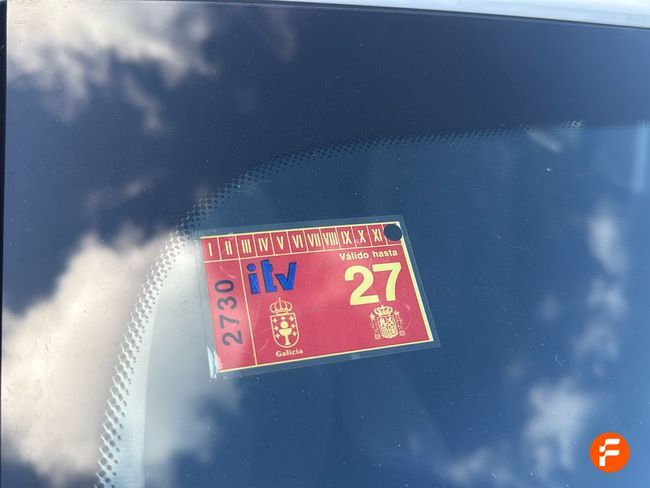 I II III IV V VI VII VIII IX X XI
Válido hasta
itv 27
2730
Galicia
F